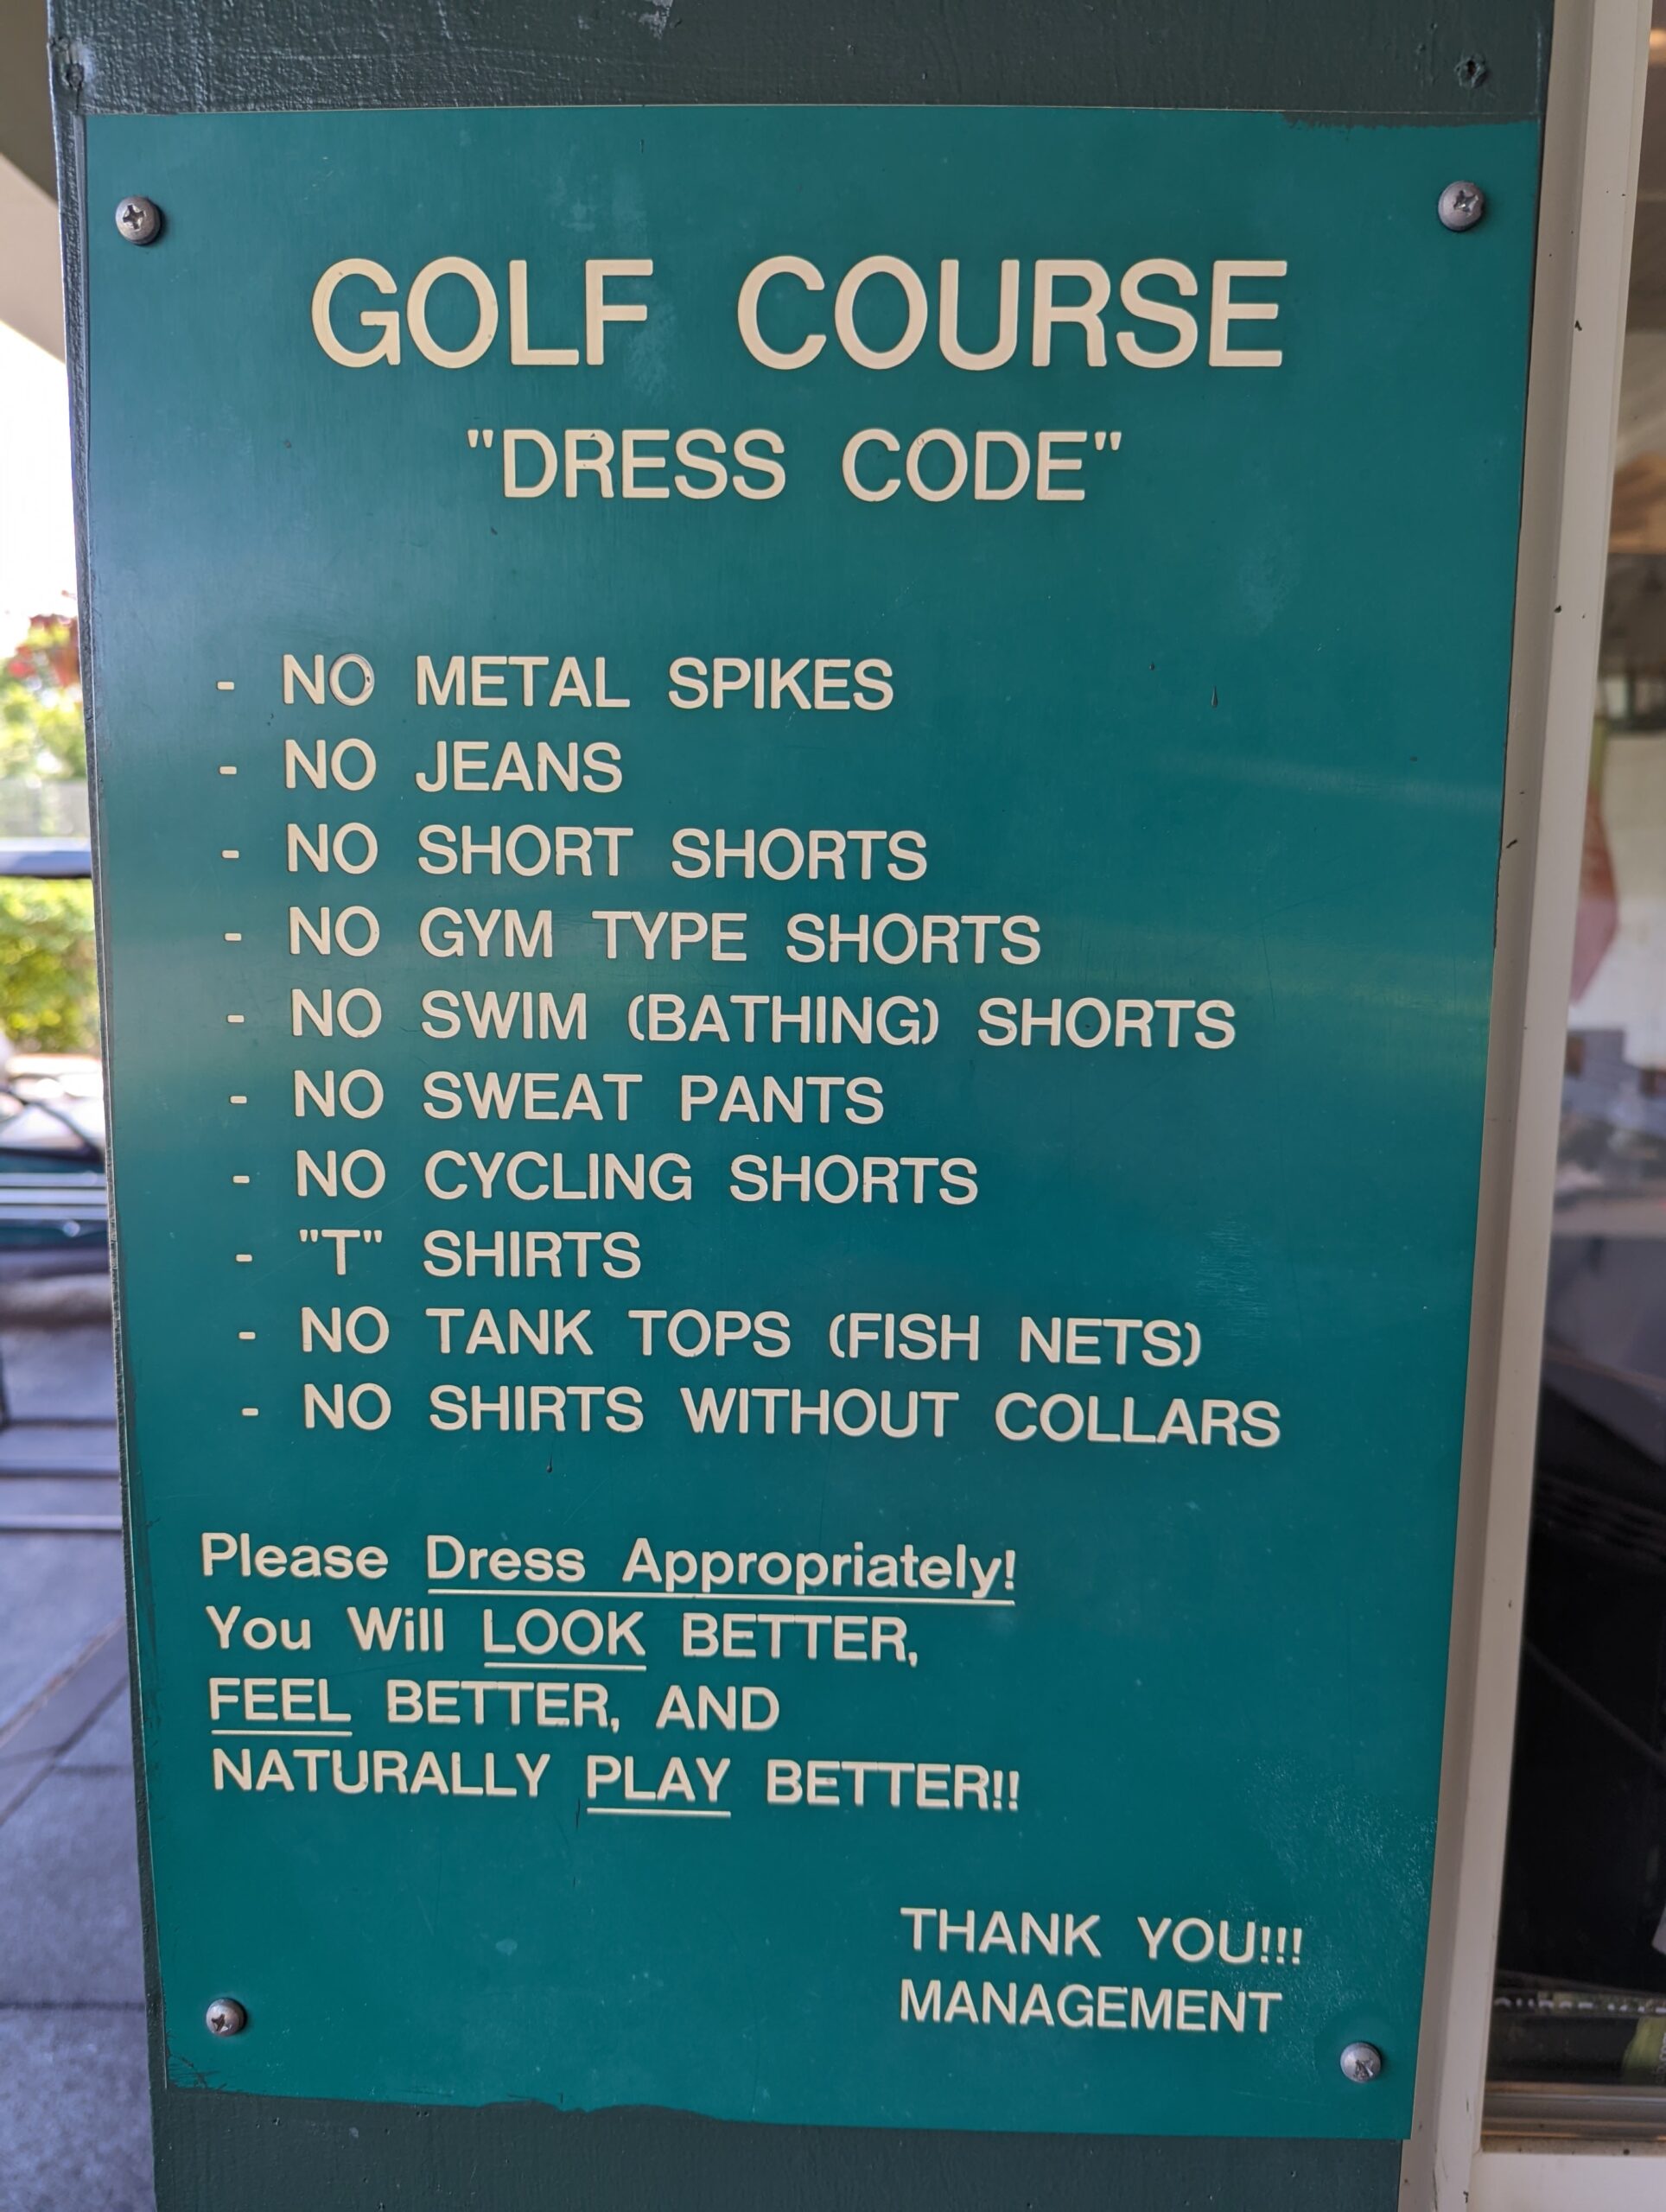 GOLF COURSE
"DRESS CODE"
- NO METAL SPIKES
- NO JEANS
- NO SHORT SHORTS
- NO GYM TYPE SHORTS
- NO SWIM (BATHING) SHORTS
- NO SWEAT PANTS
- NO CYCLING SHORTS
- "T" SHIRTS
- NO TANK TOPS (FISH NETS)
- NO SHIRTS WITHOUT COLLARS
Please Dress Appropriately!
You Will LOOK BETTER,
FEEL BETTER, AND
NATURALLY PLAY BETTER!!
THANK YOU!!!
MANAGEMENT